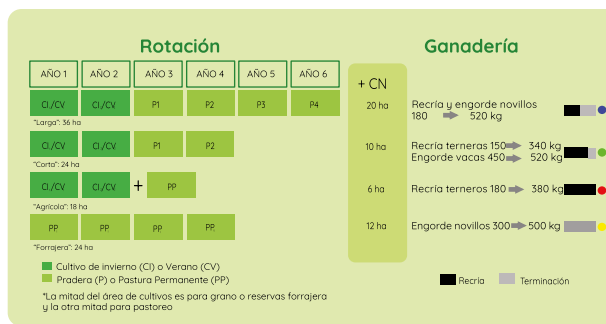 Rotación
Ganadería
AÑO 1 AÑO 2 AÑO 3 AÑO 4 AÑO 5 AÑO 6
+ CN
CI./CV. CI./CV. P1 P2 P3 P4
20 ha
Recría y engorde novillos
180 520 kg
"Larga": 36 ha
CI./CV. CI./CV. P1 P2
10 ha
Recría terneras 150 340 kg
Engorde vacas 450 520 kg
"Corta": 24 ha
CI./CV. CI./CV. + PP
6 ha
Recría terneros 180 380 kg
"Agrícola": 18 ha
PP PP PP PP
12 ha
Engorde novillos 300 500 kg
"Forrajera": 24 ha
Cultivo de invierno (CI) o Verano (CV)
Pradera (P) o Pastura Permanente (PP)
Recría Terminación
*La mitad del área de cultivos es para grano o reservas forrajera
y la otra mitad para pastoreo